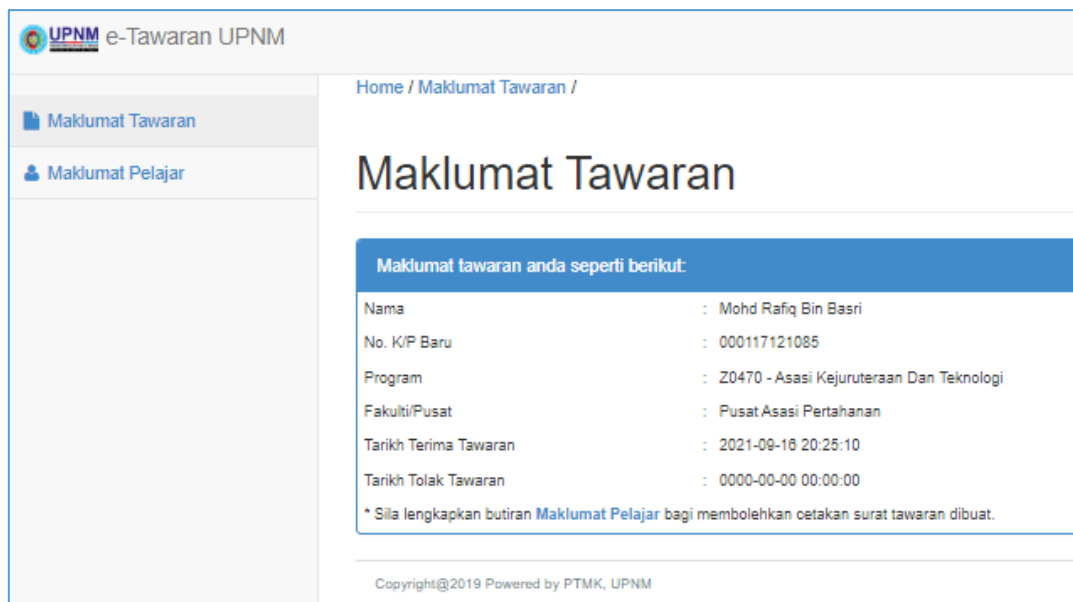 UPNM e-Tawaran UPNM
Home / Maklumat Tawaran /
Maklumat Tawaran
Maklumat Pelajar
Maklumat Tawaran
Maklumat tawaran anda seperti berikut:
Nama : Mohd Rafiq Bin Basri
No. K/P Baru : 000117121085
Program : Z0470 - Asasi Kejuruteraan Dan Teknologi
Fakulti/Pusat : Pusat Asasi Pertahanan
Tarikh Terima Tawaran : 2021-09-16 20:25:10
Tarikh Tolak Tawaran : 0000-00-00 00:00:00
* Sila lengkapkan butiran Maklumat Pelajar bagi membolehkan cetakan surat tawaran dibuat.
Copyright@2019 Powered by PTMK, UPNM